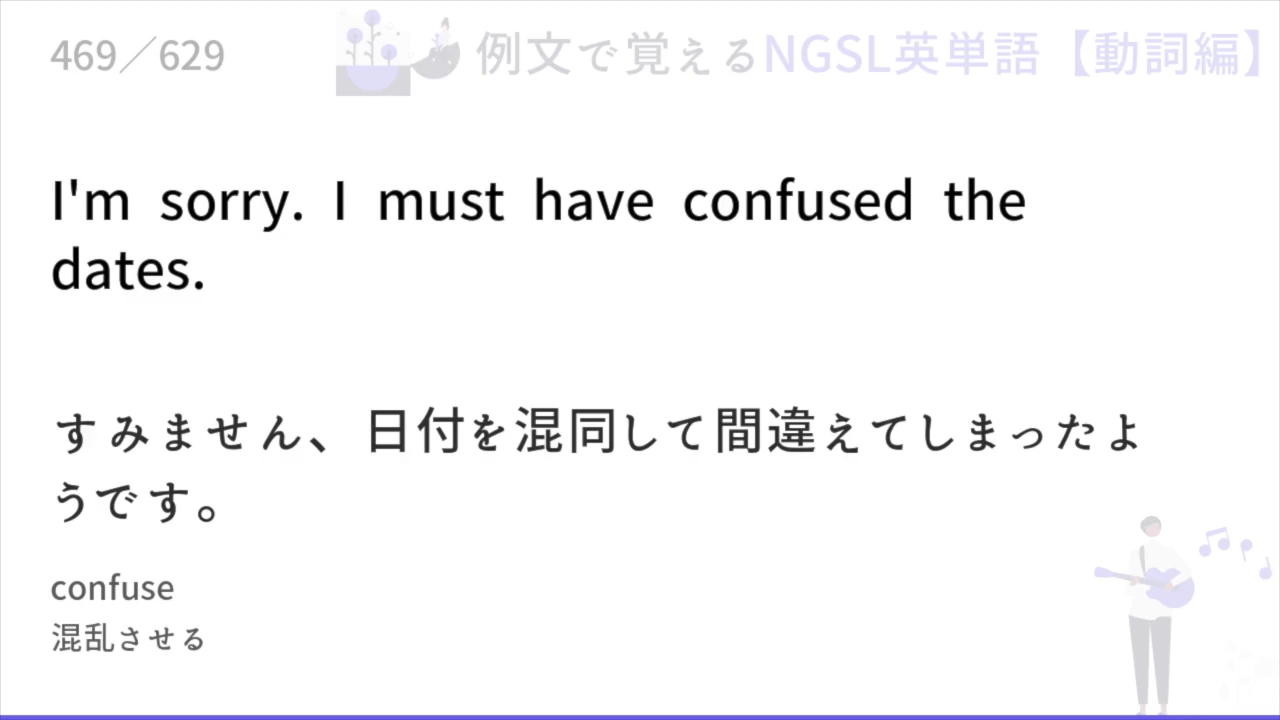 469／629
例文で覚えるNGSL英単語【動詞編】
I'm sorry. I must have confused the
dates.
すみません、日付を混同して間違えてしまったよ
うです。
confuse
混乱させる